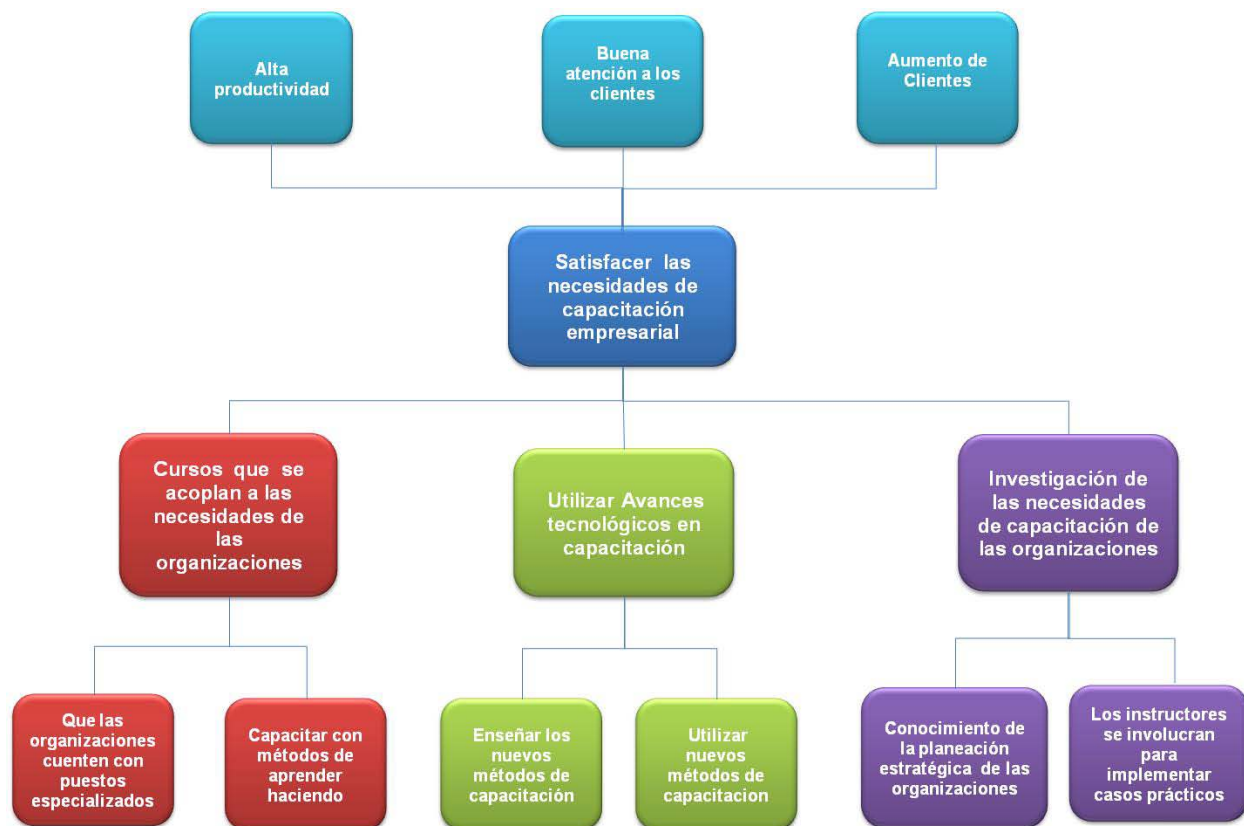 Alta
productividad
Buena
atención a los
clientes
Aumento de
Clientes
Satisfacer las
necesidades de
capacitación
empresarial
Cursos que se
acoplan a las
necesidades de
las
organizaciones
Utilizar Avances
tecnológicos en
capacitación
Investigación de
las necesidades
de capacitación de
las organizaciones
Que las
organizaciones
cuenten con
puestos
especializados
Capacitar con
métodos de
aprender
haciendo
Enseñar los
nuevos
métodos de
capacitación
Utilizar
nuevos
métodos de
capacitacion
Conocimiento de
la planeación
estratégica de las
organizaciones
Los instructores
se involucran
para
implementar
casos prácticos